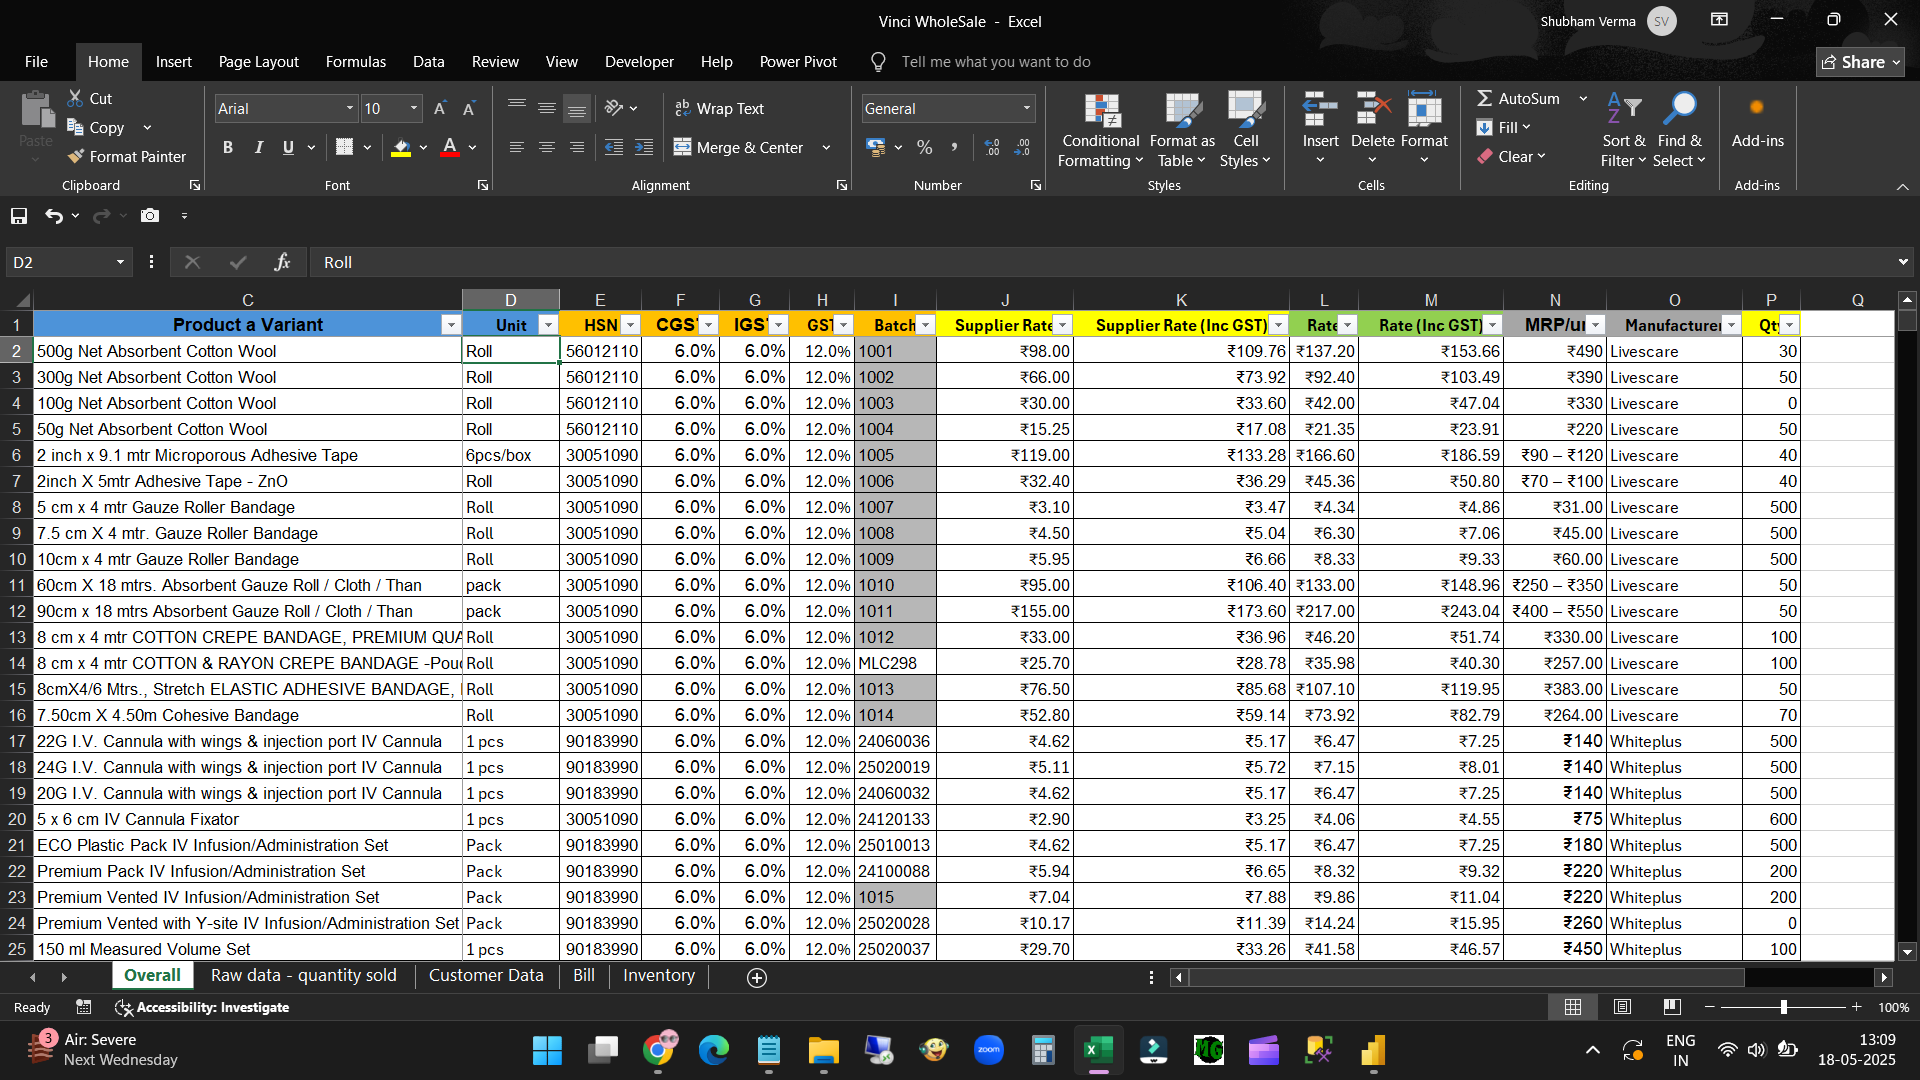 Vinci WholeSale - Excel
Shubham Verma SV
File Home Insert Page Layout Formulas Data Review View Developer Help Power Pivot Tell me what you want to do Share
Paste Cut Copy Format Painter Clipboard
Arial 10 A A B I U A Font
ab Wrap Text Merge & Center Alignment
General % , Number
Conditional Formatting Format as Table Cell Styles Styles
Insert Delete Format Cells
AutoSum Fill Clear Sort & Filter Find & Select Editing
Add-ins Add-ins
D2 fx Roll
C D E F G H I J K L M N O P Q
1 Product a Variant Unit HSN CGS IGS GS Batch Supplier Rate Supplier Rate (Inc GST) Rate Rate (Inc GST) MRP/u Manufacturer Qt
2 500g Net Absorbent Cotton Wool Roll 56012110 6.0% 6.0% 12.0% 1001 ₹98.00 ₹109.76 ₹137.20 ₹153.66 ₹490 Livescare 30
3 300g Net Absorbent Cotton Wool Roll 56012110 6.0% 6.0% 12.0% 1002 ₹66.00 ₹73.92 ₹92.40 ₹103.49 ₹390 Livescare 50
4 100g Net Absorbent Cotton Wool Roll 56012110 6.0% 6.0% 12.0% 1003 ₹30.00 ₹33.60 ₹42.00 ₹47.04 ₹330 Livescare 0
5 50g Net Absorbent Cotton Wool Roll 56012110 6.0% 6.0% 12.0% 1004 ₹15.25 ₹17.08 ₹21.35 ₹23.91 ₹220 Livescare 50
6 2 inch x 9.1 mtr Microporous Adhesive Tape 6pcs/box 30051090 6.0% 6.0% 12.0% 1005 ₹119.00 ₹133.28 ₹166.60 ₹186.59 ₹90 – ₹120 Livescare 40
7 2inch X 5mtr Adhesive Tape - ZnO Roll 30051090 6.0% 6.0% 12.0% 1006 ₹32.40 ₹36.29 ₹45.36 ₹50.80 ₹70 – ₹100 Livescare 40
8 5 cm x 4 mtr Gauze Roller Bandage Roll 30051090 6.0% 6.0% 12.0% 1007 ₹3.10 ₹3.47 ₹4.34 ₹4.86 ₹31.00 Livescare 500
9 7.5 cm X 4 mtr. Gauze Roller Bandage Roll 30051090 6.0% 6.0% 12.0% 1008 ₹4.50 ₹5.04 ₹6.30 ₹7.06 ₹45.00 Livescare 500
10 10cm x 4 mtr Gauze Roller Bandage Roll 30051090 6.0% 6.0% 12.0% 1009 ₹5.95 ₹6.66 ₹8.33 ₹9.33 ₹60.00 Livescare 500
11 60cm X 18 mtrs. Absorbent Gauze Roll / Cloth / Than pack 30051090 6.0% 6.0% 12.0% 1010 ₹95.00 ₹106.40 ₹133.00 ₹148.96 ₹250 – ₹350 Livescare 50
12 90cm x 18 mtrs Absorbent Gauze Roll / Cloth / Than pack 30051090 6.0% 6.0% 12.0% 1011 ₹155.00 ₹173.60 ₹217.00 ₹243.04 ₹400 – ₹550 Livescare 50
13 8 cm x 4 mtr COTTON CREPE BANDAGE, PREMIUM QUA Roll 30051090 6.0% 6.0% 12.0% 1012 ₹33.00 ₹36.96 ₹46.20 ₹51.74 ₹330.00 Livescare 100
14 8 cm x 4 mtr COTTON & RAYON CREPE BANDAGE -Pou Roll 30051090 6.0% 6.0% 12.0% MLC298 ₹25.70 ₹28.78 ₹35.98 ₹40.30 ₹257.00 Livescare 100
15 8cmX4/6 Mtrs., Stretch ELASTIC ADHESIVE BANDAGE, Roll 30051090 6.0% 6.0% 12.0% 1013 ₹76.50 ₹85.68 ₹107.10 ₹119.95 ₹383.00 Livescare 50
16 7.50cm X 4.50m Cohesive Bandage Roll 30051090 6.0% 6.0% 12.0% 1014 ₹52.80 ₹59.14 ₹73.92 ₹82.79 ₹264.00 Livescare 70
17 22G I.V. Cannula with wings & injection port IV Cannula 1 pcs 90183990 6.0% 6.0% 12.0% 24060036 ₹4.62 ₹5.17 ₹6.47 ₹7.25 ₹140 Whiteplus 500
18 24G I.V. Cannula with wings & injection port IV Cannula 1 pcs 90183990 6.0% 6.0% 12.0% 25020019 ₹5.11 ₹5.72 ₹7.15 ₹8.01 ₹140 Whiteplus 500
19 20G I.V. Cannula with wings & injection port IV Cannula 1 pcs 90183990 6.0% 6.0% 12.0% 24060032 ₹4.62 ₹5.17 ₹6.47 ₹7.25 ₹140 Whiteplus 500
20 5 x 6 cm IV Cannula Fixator 1 pcs 30051090 6.0% 6.0% 12.0% 24120133 ₹2.90 ₹3.25 ₹4.06 ₹4.55 ₹75 Whiteplus 600
21 ECO Plastic Pack IV Infusion/Administration Set Pack 90183990 6.0% 6.0% 12.0% 25010013 ₹4.62 ₹5.17 ₹6.47 ₹7.25 ₹180 Whiteplus 500
22 Premium Pack IV Infusion/Administration Set Pack 90183990 6.0% 6.0% 12.0% 24100088 ₹5.94 ₹6.65 ₹8.32 ₹9.32 ₹220 Whiteplus 200
23 Premium Vented IV Infusion/Administration Set Pack 90183990 6.0% 6.0% 12.0% 1015 ₹7.04 ₹7.88 ₹9.86 ₹11.04 ₹220 Whiteplus 200
24 Premium Vented with Y-site IV Infusion/Administration Set Pack 90183990 6.0% 6.0% 12.0% 25020028 ₹10.17 ₹11.39 ₹14.24 ₹15.95 ₹260 Whiteplus 0
25 150 ml Measured Volume Set 1 pcs 90183990 6.0% 6.0% 12.0% 25020037 ₹29.70 ₹33.26 ₹41.58 ₹46.57 ₹450 Whiteplus 100
Overall Raw data - quantity sold Customer Data Bill Inventory
Ready Accessibility: Investigate 100%
3 Air: Severe
Next Wednesday
zoom
MG
ENG
IN
13:09
18-05-2025